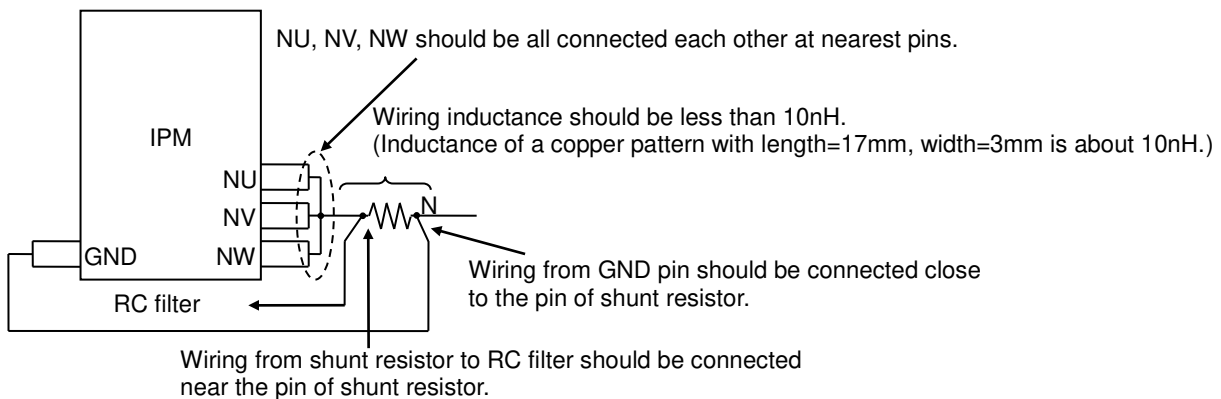 NU, NV, NW should be all connected each other at nearest pins.
Wiring inductance should be less than 10nH.
(Inductance of a copper pattern with length=17mm, width=3mm is about 10nH.)
IPM
NU
N
NV
GND
NW
Wiring from GND pin should be connected close
to the pin of shunt resistor.
RC filter
Wiring from shunt resistor to RC filter should be connected
near the pin of shunt resistor.